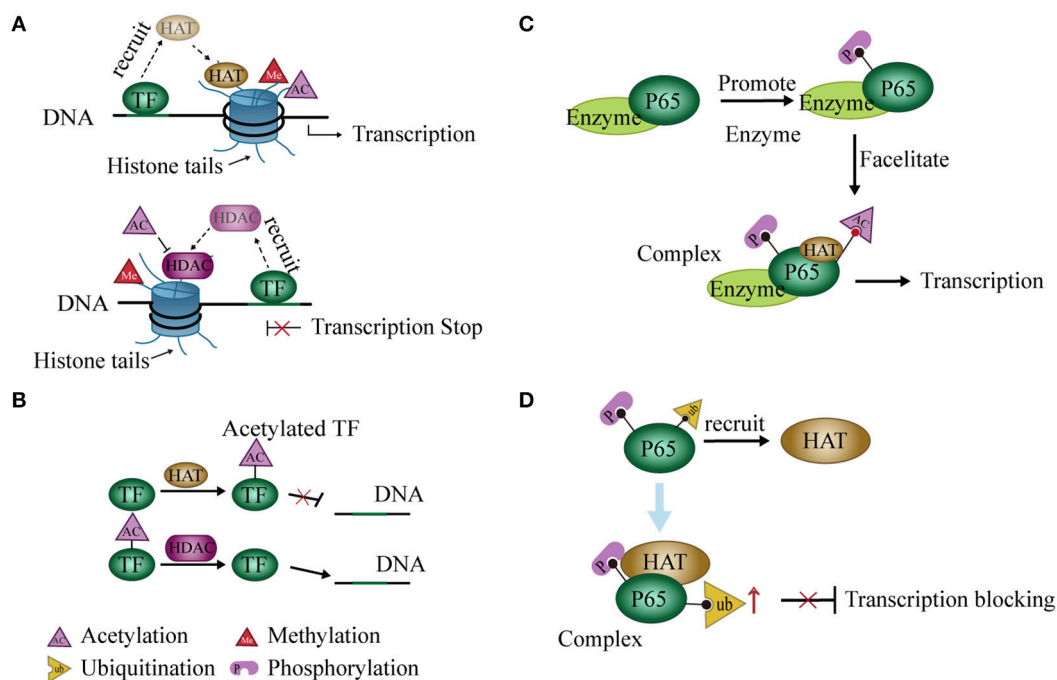 A
recruit
HAT
HAT
Me
AC
TF
DNA
Transcription
Histone tails
AC
HDAC
recruit
HDAC
Me
TF
DNA
Transcription Stop
Histone tails
B
Acetylated TF
AC
HAT
TF
TF
DNA
AC
HDAC
TF
TF
DNA
AC Acetylation
Me Methylation
ub Ubiquitination
P Phosphorylation
C
P
P65
Promote
P65
Enzyme
Enzyme
Enzyme
Facelitate
P
AC
Complex
HAT
P65
Enzyme
Transcription
D
P
ub
recruit
P65
HAT
P
HAT
P65
ub
Transcription blocking
Complex